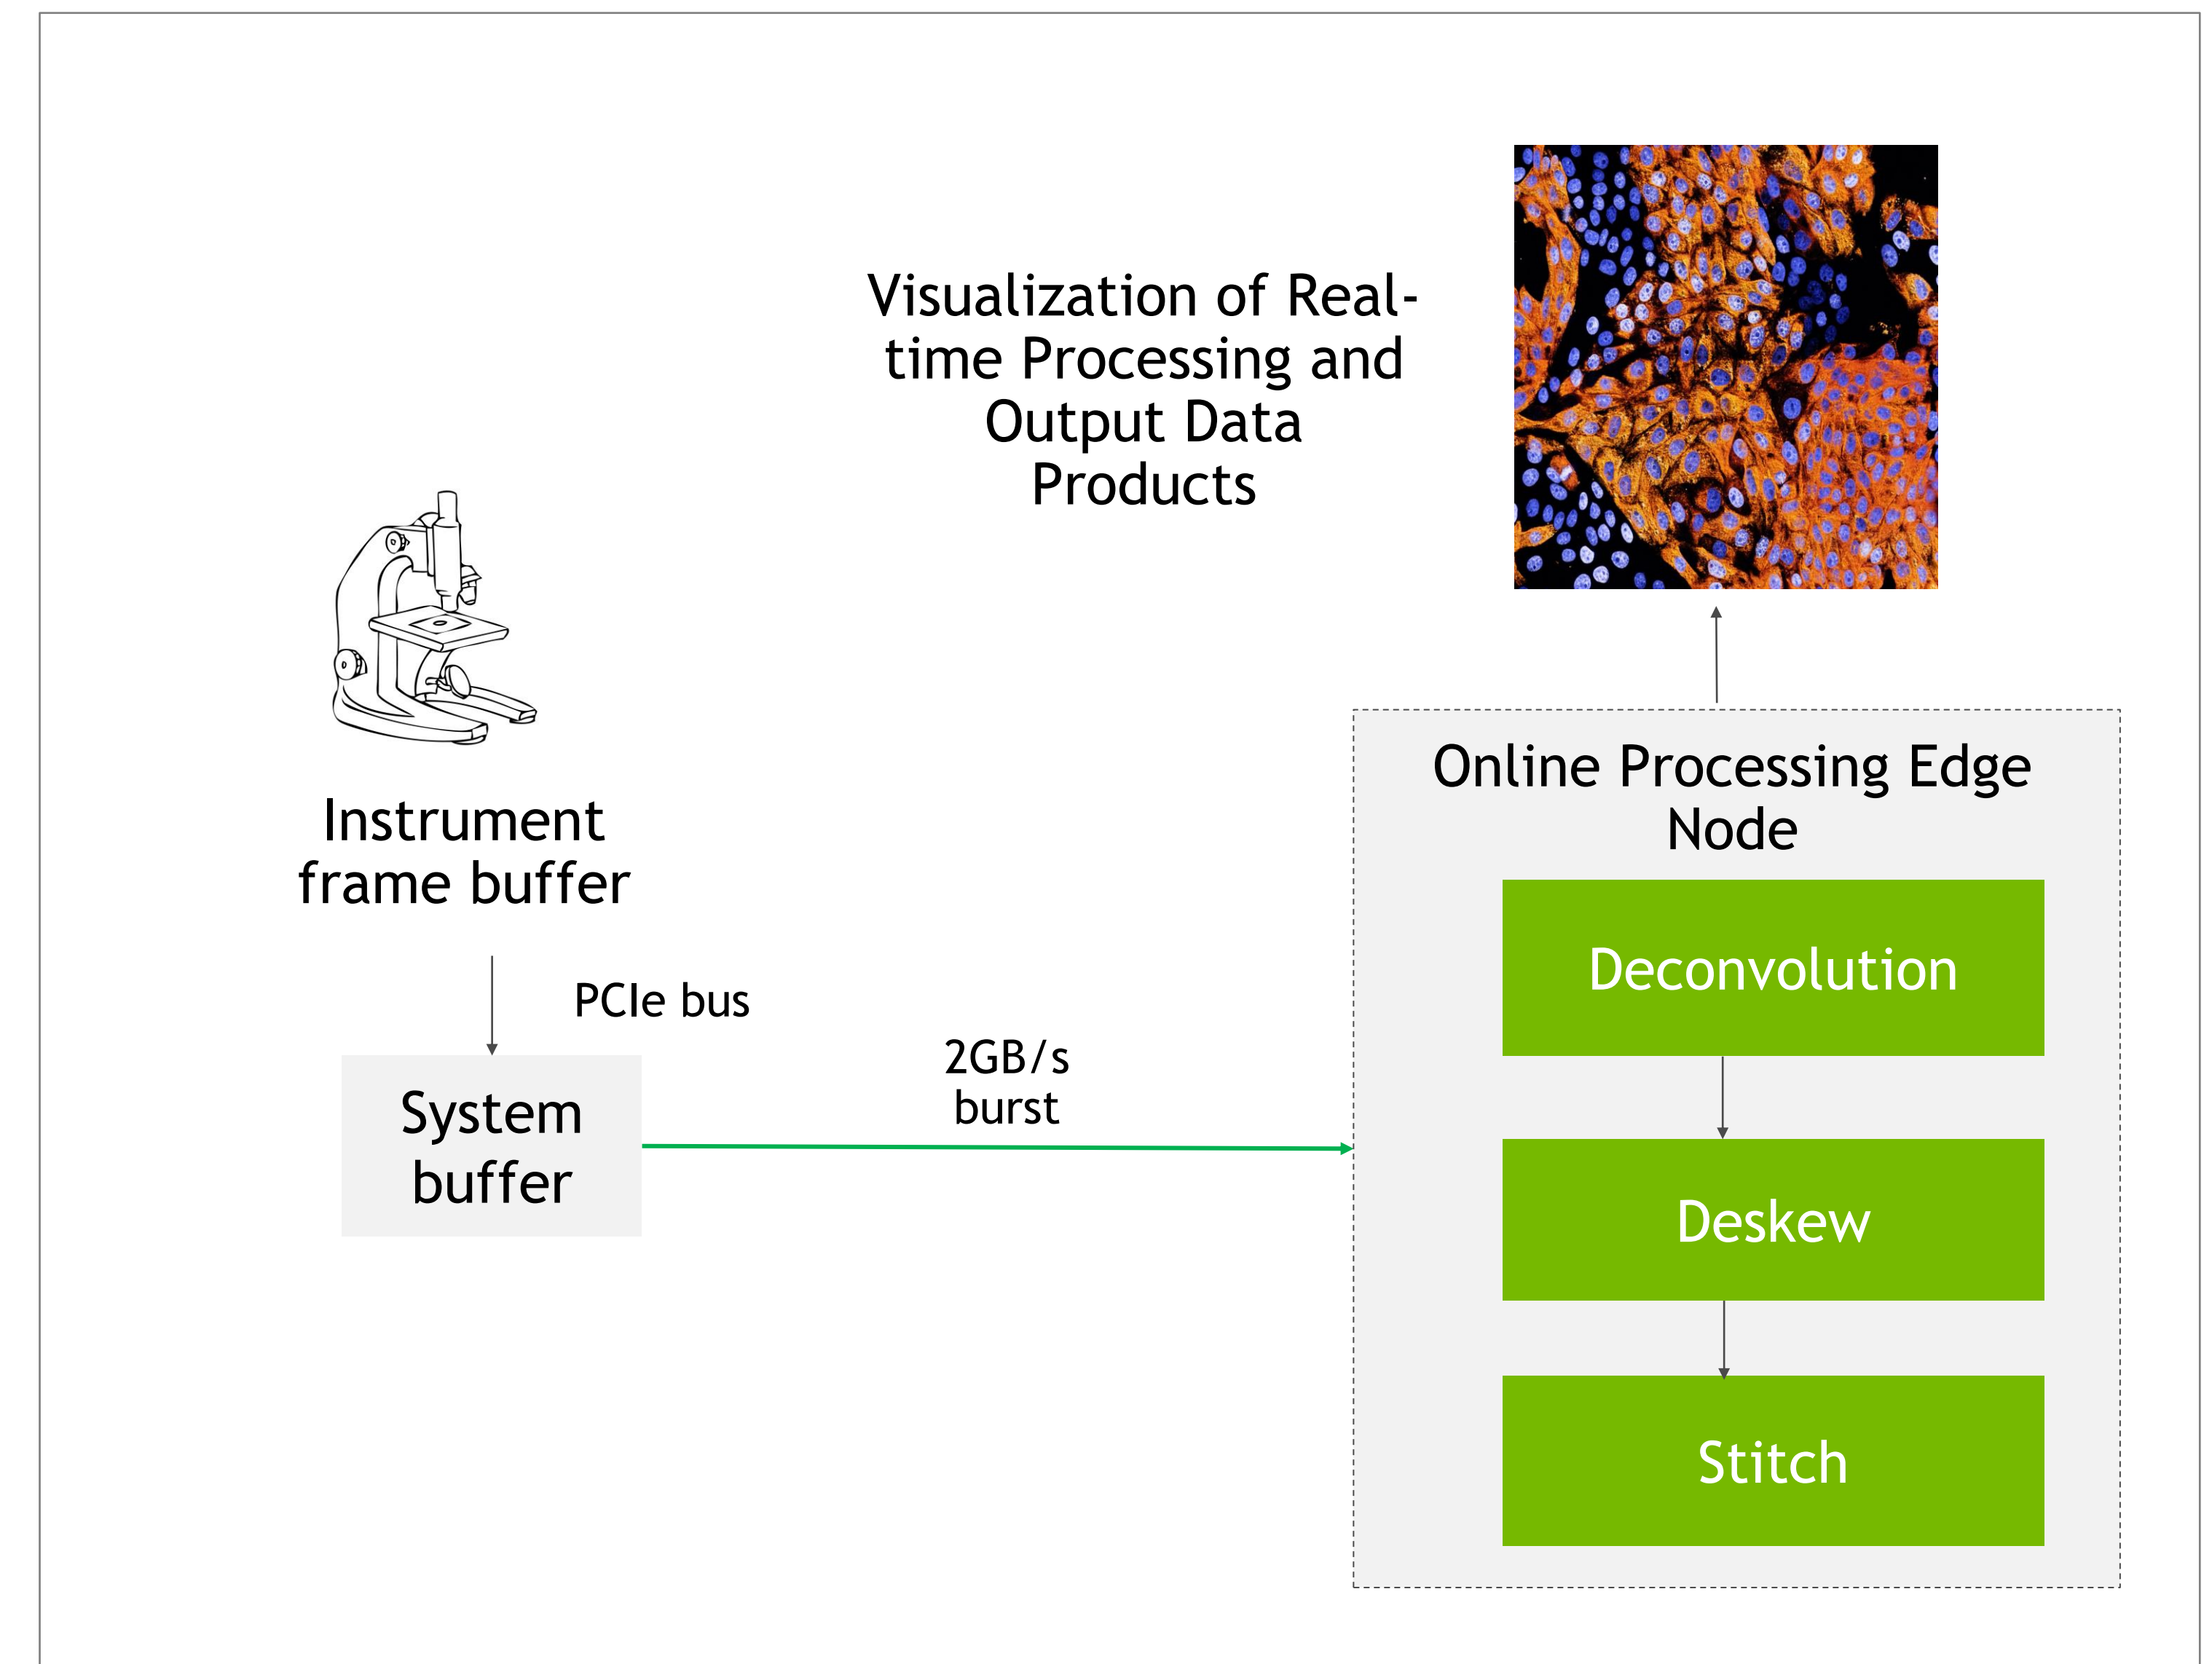 Visualization of Real-
time Processing and
Output Data
Products
Instrument
frame buffer
PCIe bus
System
buffer
2GB/s
burst
Online Processing Edge
Node
Deconvolution
Deskew
Stitch